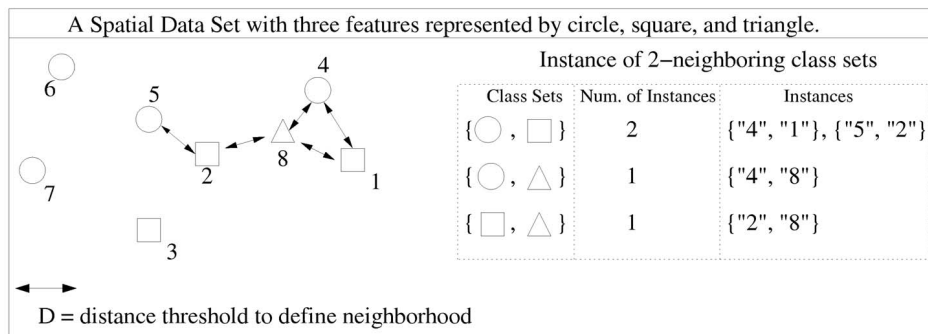 A Spatial Data Set with three features represented by circle, square, and triangle.
6
5
4
7
2
8
1
3
D = distance threshold to define neighborhood
Instance of 2−neighboring class sets
Class Sets Num. of Instances Instances
{ , } 2 {"4", "1"}, {"5", "2"}
{ , } 1 {"4", "8"}
{ , } 1 {"2", "8"}